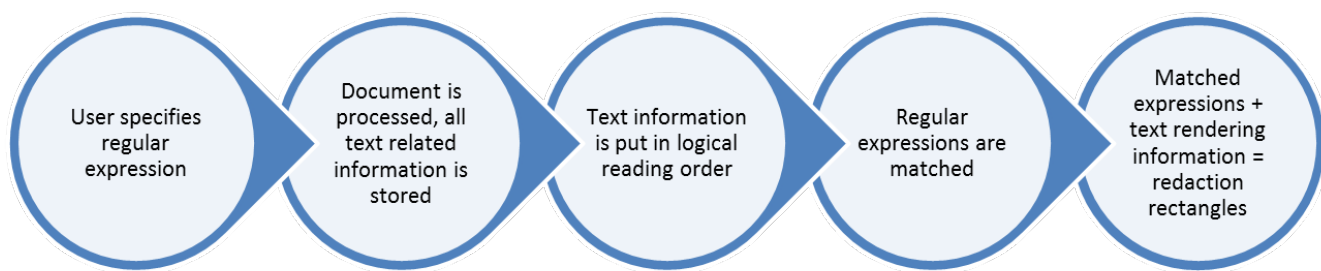 User specifies
regular
expression
Document is
processed, all
text related
information is
stored
Text information
is put in logical
reading order
Regular
expressions are
matched
Matched
expressions +
text rendering
information =
redaction
rectangles